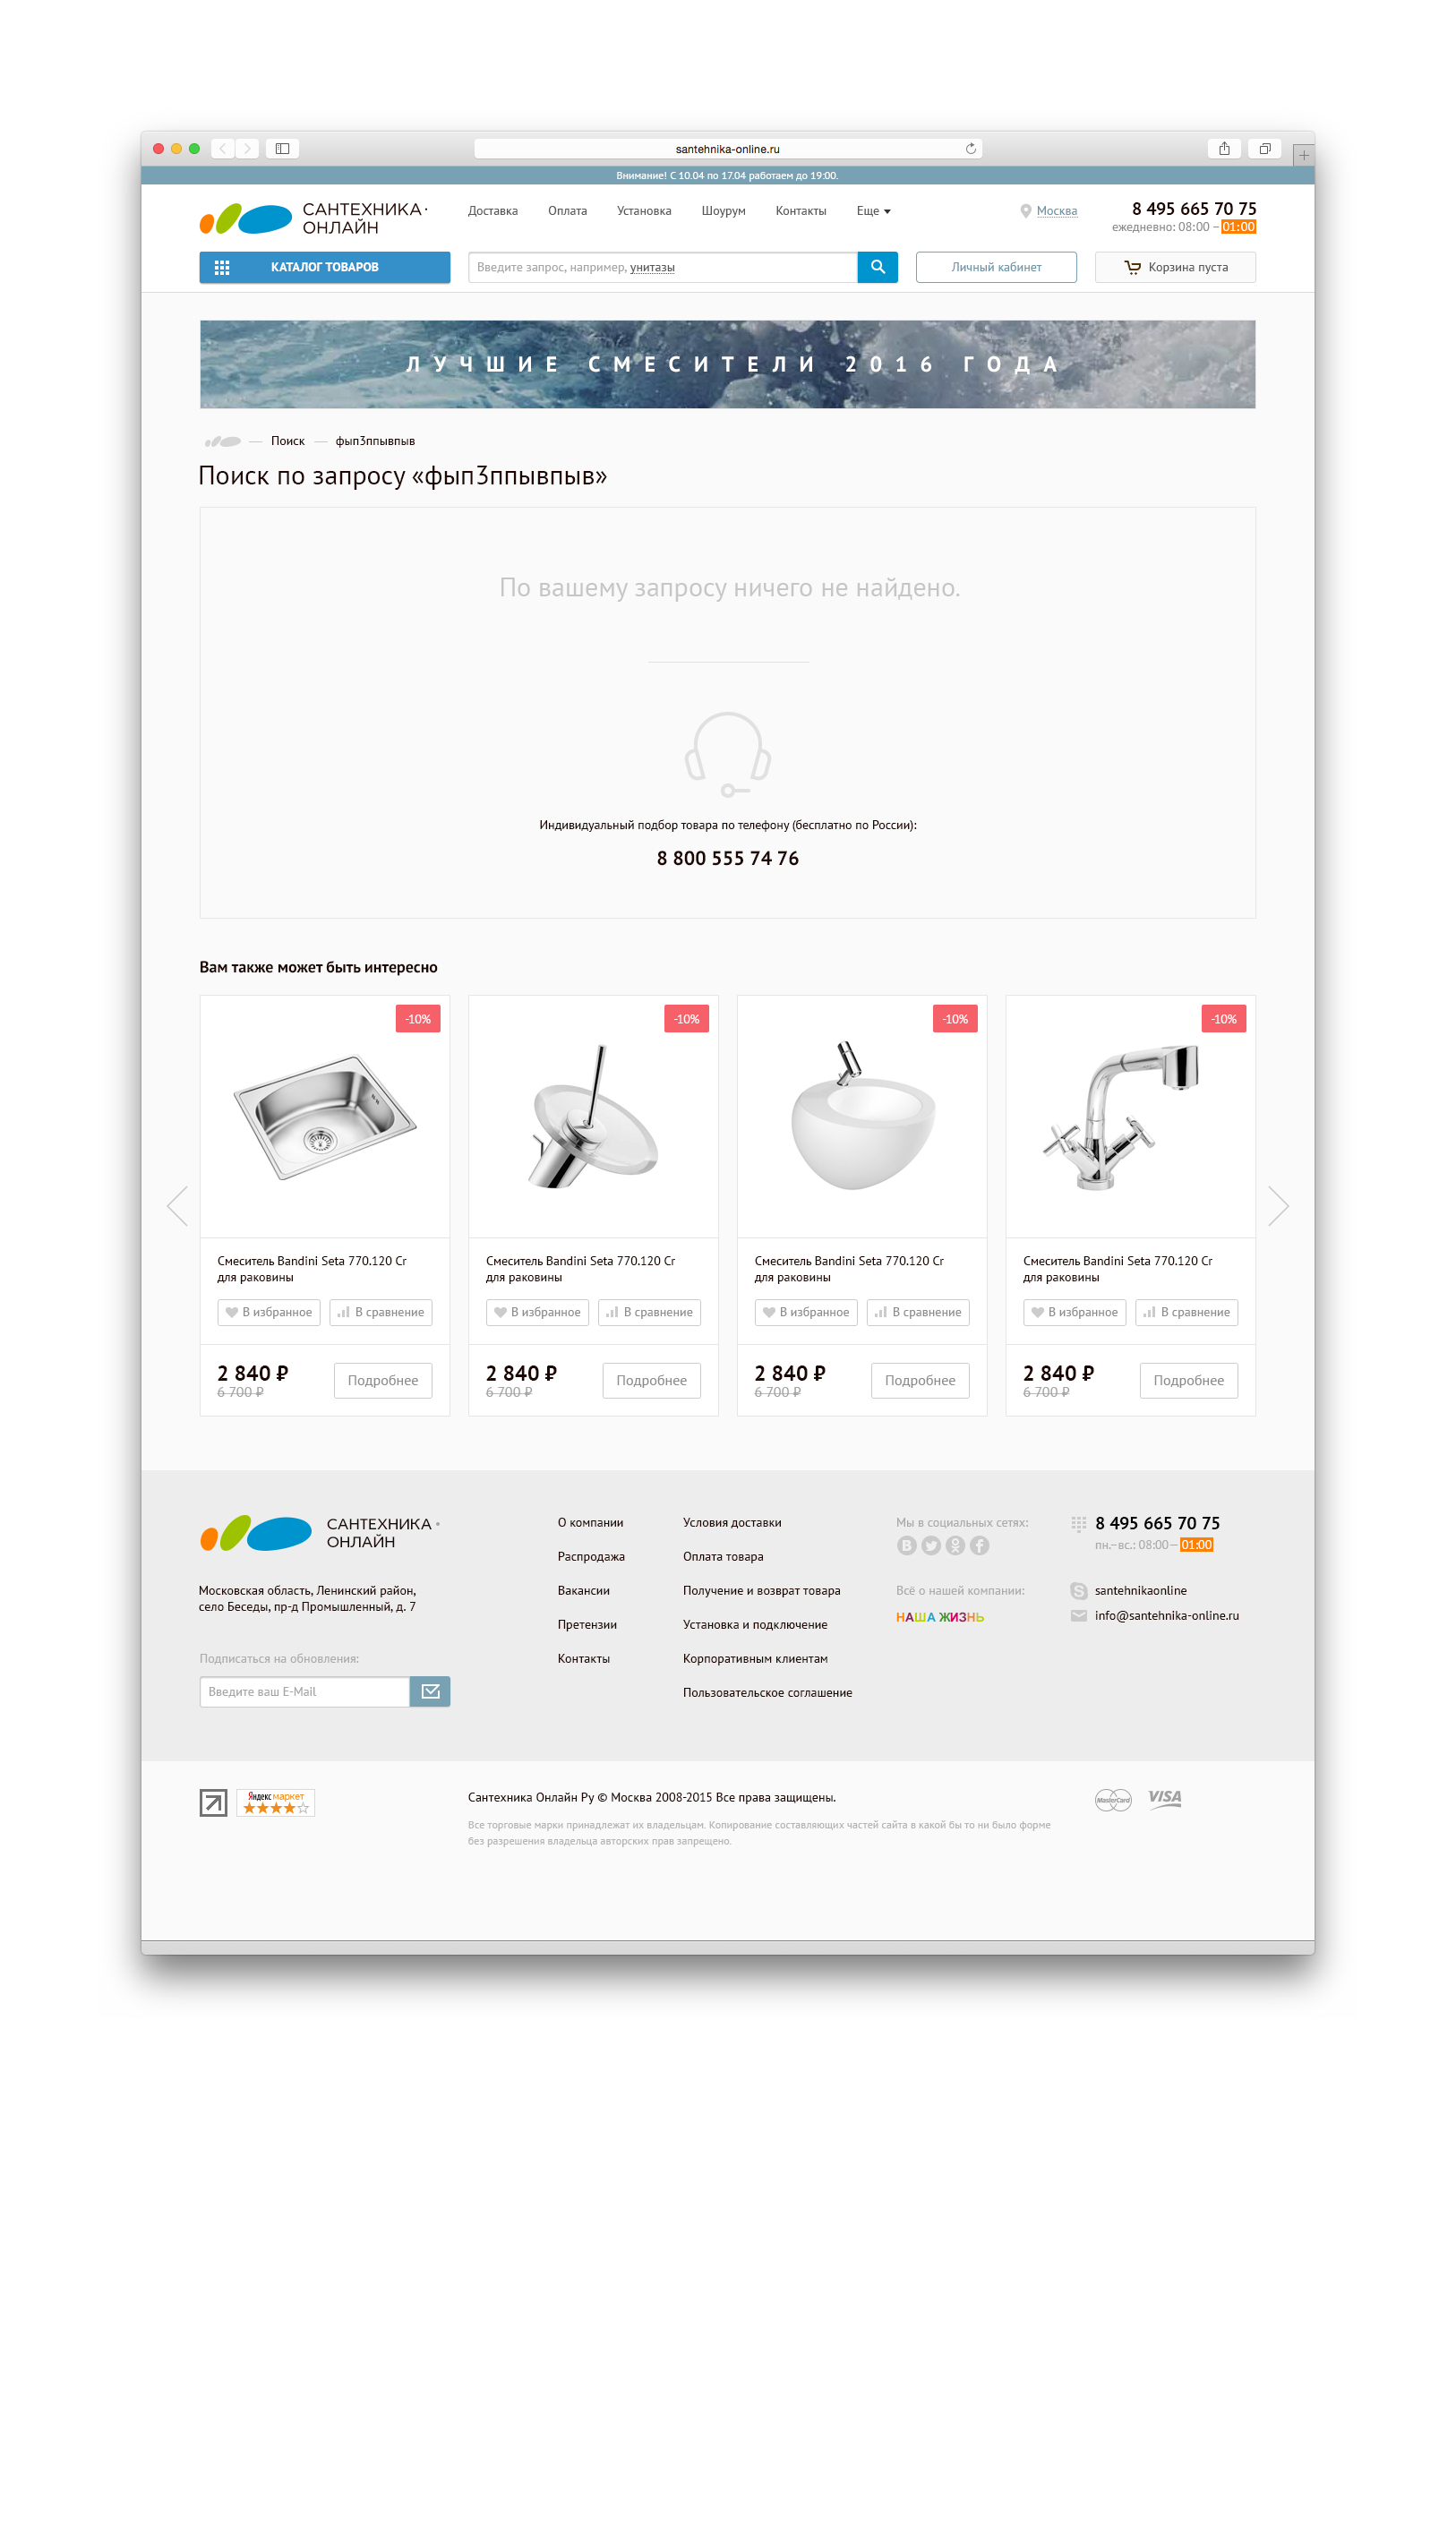 santehnika-online.ru
Внимание! С 10.04 по 17.04 работаем до 19:00.
САНТЕХНИКА
ОНЛАЙН
Доставка Оплата Установка Шоурум Контакты Еще
Москва
8 495 665 70 75
ежедневно: 08:00 – 01:00
КАТАЛОГ ТОВАРОВ
Введите запрос, например, унитазы
Личный кабинет
Корзина пуста
ЛУЧШИЕ СМЕСИТЕЛИ 2016 ГОДА
— Поиск — фып3ппывпыв
Поиск по запросу «фып3ппывпыв»
По вашему запросу ничего не найдено.
Индивидуальный подбор товара по телефону (бесплатно по России):
8 800 555 74 76
Вам также может быть интересно
-10% -10% -10% -10%
Смеситель Bandini Seta 770.120 Cr
для раковины
В избранное В сравнение
2 840 ₽
6 700 ₽
Подробнее
Смеситель Bandini Seta 770.120 Cr
для раковины
В избранное В сравнение
2 840 ₽
6 700 ₽
Подробнее
Смеситель Bandini Seta 770.120 Cr
для раковины
В избранное В сравнение
2 840 ₽
6 700 ₽
Подробнее
Смеситель Bandini Seta 770.120 Cr
для раковины
В избранное В сравнение
2 840 ₽
6 700 ₽
Подробнее
САНТЕХНИКА
ОНЛАЙН
Московская область, Ленинский район,
село Беседы, пр-д Промышленный, д. 7
Подписаться на обновления:
Введите ваш E-Mail
О компании
Распродажа
Вакансии
Претензии
Контакты
Условия доставки
Оплата товара
Получение и возврат товара
Установка и подключение
Корпоративным клиентам
Пользовательское соглашение
Мы в социальных сетях:
Всё о нашей компании:
НАША ЖИЗНЬ
8 495 665 70 75
пн.–вс.: 08:00 – 01:00
santehnikaonline
info@santehnika-online.ru
Яндекс маркет
Сантехника Онлайн Ру © Москва 2008-2015 Все права защищены.
Все торговые марки принадлежат их владельцам. Копирование составляющих частей сайта в какой бы то ни было форме
без разрешения владельца авторских прав запрещено.
MasterCard
VISA